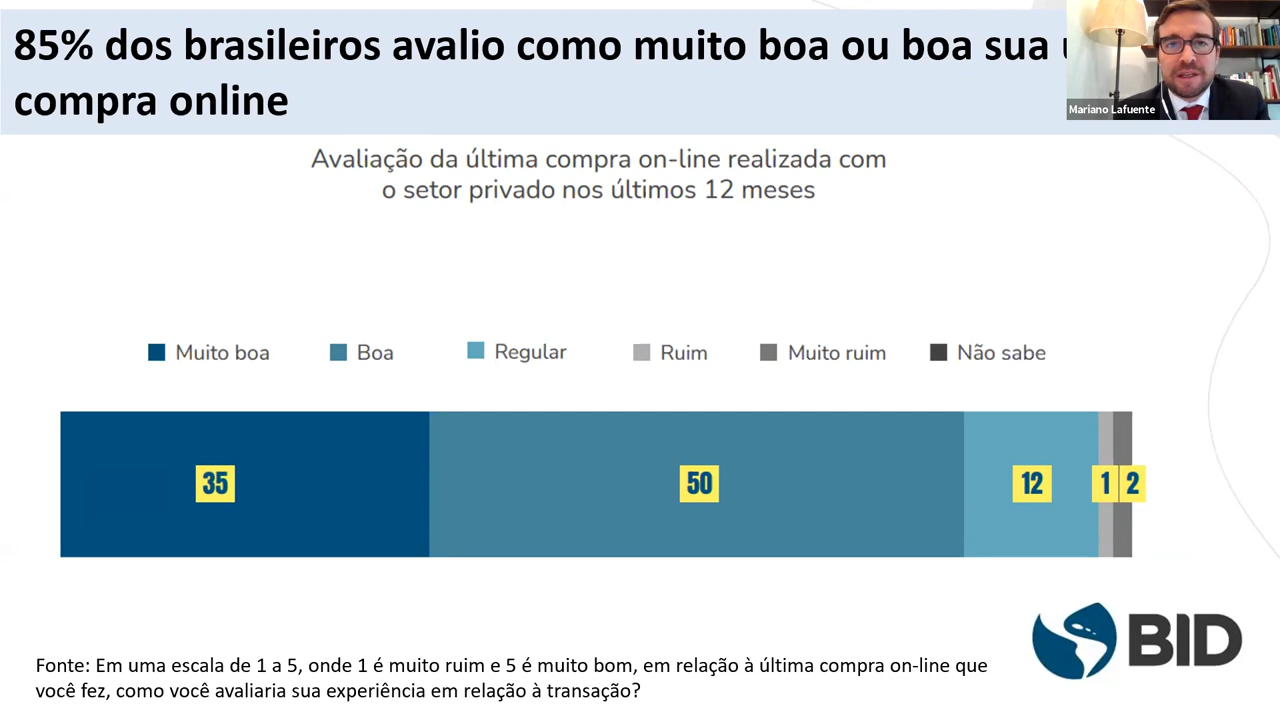 85% dos brasileiros avalio como muito boa ou boa sua
compra online
Mariano Lafuente
Avaliação da última compra on-line realizada com
o setor privado nos últimos 12 meses
Muito boa Boa Regular Ruim Muito ruim Não sabe
35 50 12 1 2
BID
Fonte: Em uma escala de 1 a 5, onde 1 é muito ruim e 5 é muito bom, em relação à última compra on-line que
você fez, como você avaliaria sua experiência em relação à transação?